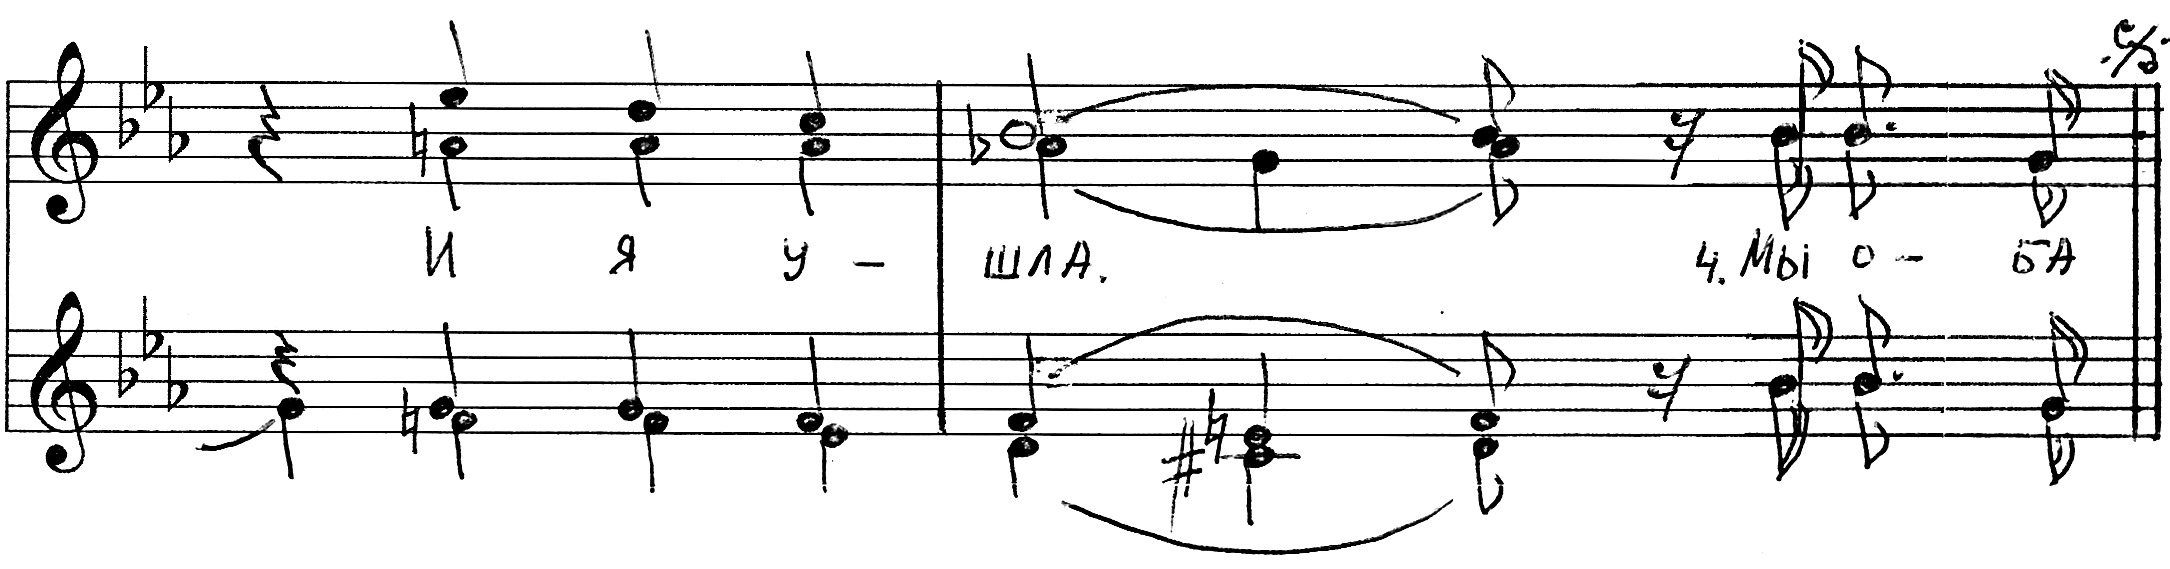 И я у – шла. 4. Мы о – ба